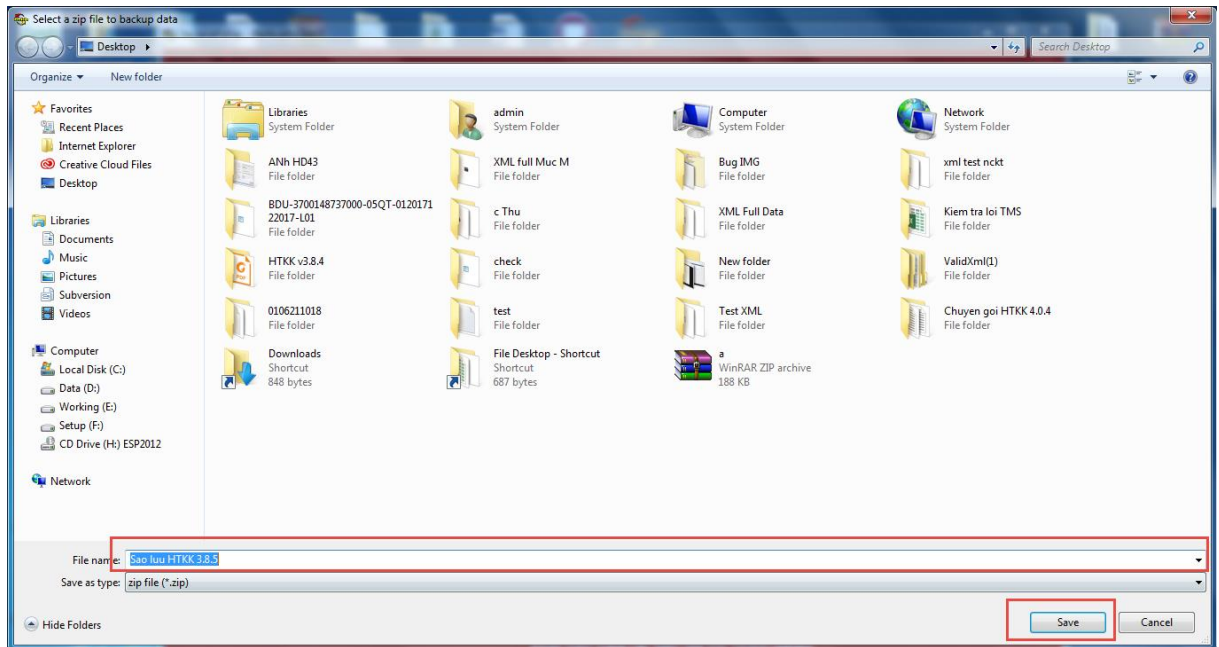 Select a zip file to backup data
Desktop
Search Desktop
Organize
New folder
Favorites
Recent Places
Internet Explorer
Creative Cloud Files
Desktop
Libraries
Documents
Music
Pictures
Subversion
Videos
Computer
Local Disk (C:)
Data (D:)
Working (E:)
Setup (F:)
CD Drive (H:) ESP2012
Network
Libraries
System Folder
admin
System Folder
Computer
System Folder
Network
System Folder
ANh HD43
File folder
XML full Muc M
File folder
Bug IMG
File folder
xml test nckt
File folder
BDU-3700148737000-05QT-0120171
22017-L01
File folder
c Thu
File folder
XML Full Data
File folder
Kiem tra loi TMS
File folder
HTKK v3.8.4
File folder
check
File folder
New folder
File folder
ValidXml(1)
File folder
0106211018
File folder
test
File folder
Test XML
File folder
Chuyen goi HTKK 4.0.4
File folder
Downloads
Shortcut
848 bytes
File Desktop - Shortcut
Shortcut
687 bytes
a
WinRAR ZIP archive
188 KB
File name: Sao luu HTKK 3.8.5
Save as type: zip file (*.zip)
Hide Folders
Save
Cancel